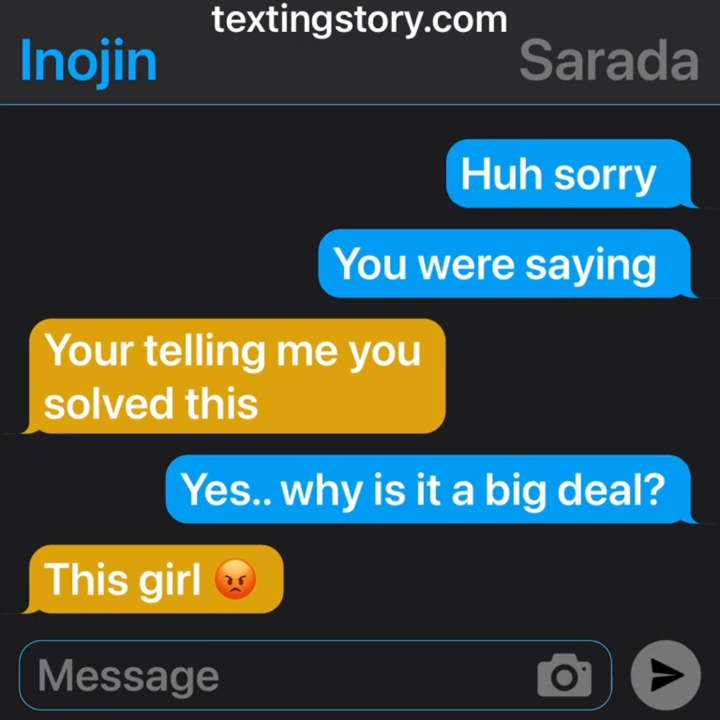 textingstory.com
Inojin
Sarada
Huh sorry
You were saying
Your telling me you
solved this
Yes.. why is it a big deal?
This girl 😡
Message